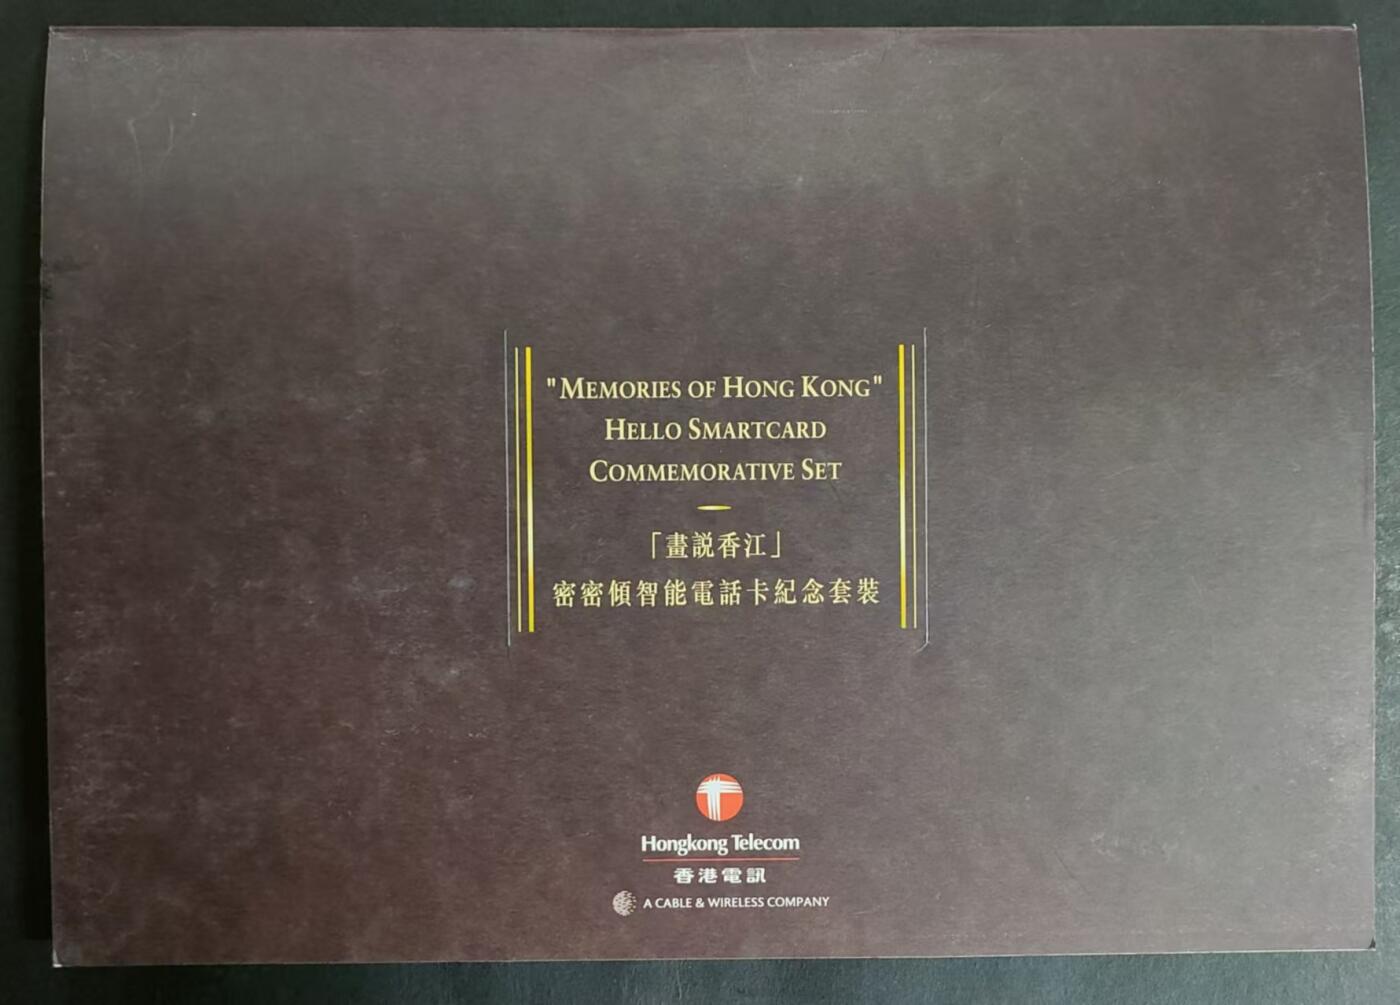 "MEMORIES OF HONG KONG"
HELLO SMARTCARD
COMMEMORATIVE SET
「畫説香江」
密密傾智能電話卡紀念套裝
Hongkong Telecom
香港電訊
A CABLE & WIRELESS COMPANY